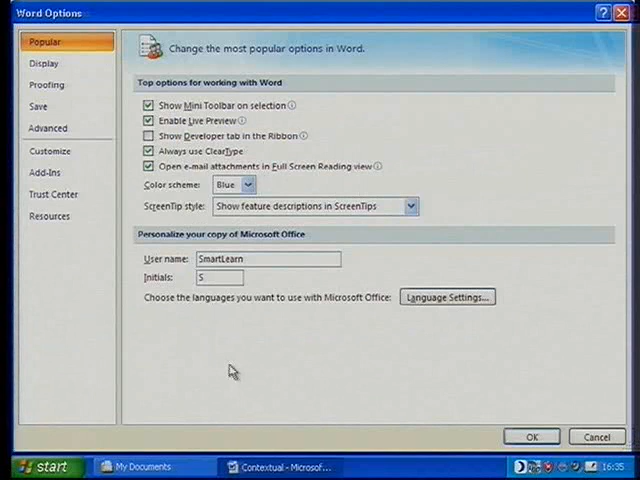 Word Options
Popular
Display
Proofing
Save
Advanced
Customize
Add-Ins
Trust Center
Resources
Change the most popular options in Word.
Top options for working with Word
Show Mini Toolbar on selection
Enable Live Preview
Show Developer tab in the Ribbon
Always use ClearType
Open e-mail attachments in Full Screen Reading view
Color scheme: Blue
ScreenTip style: Show feature descriptions in ScreenTips
Personalize your copy of Microsoft Office
User name: SmartLearn
Initials: S
Choose the languages you want to use with Microsoft Office: Language Settings...
OK Cancel
start My Documents Contextual - Microsof... 16:35